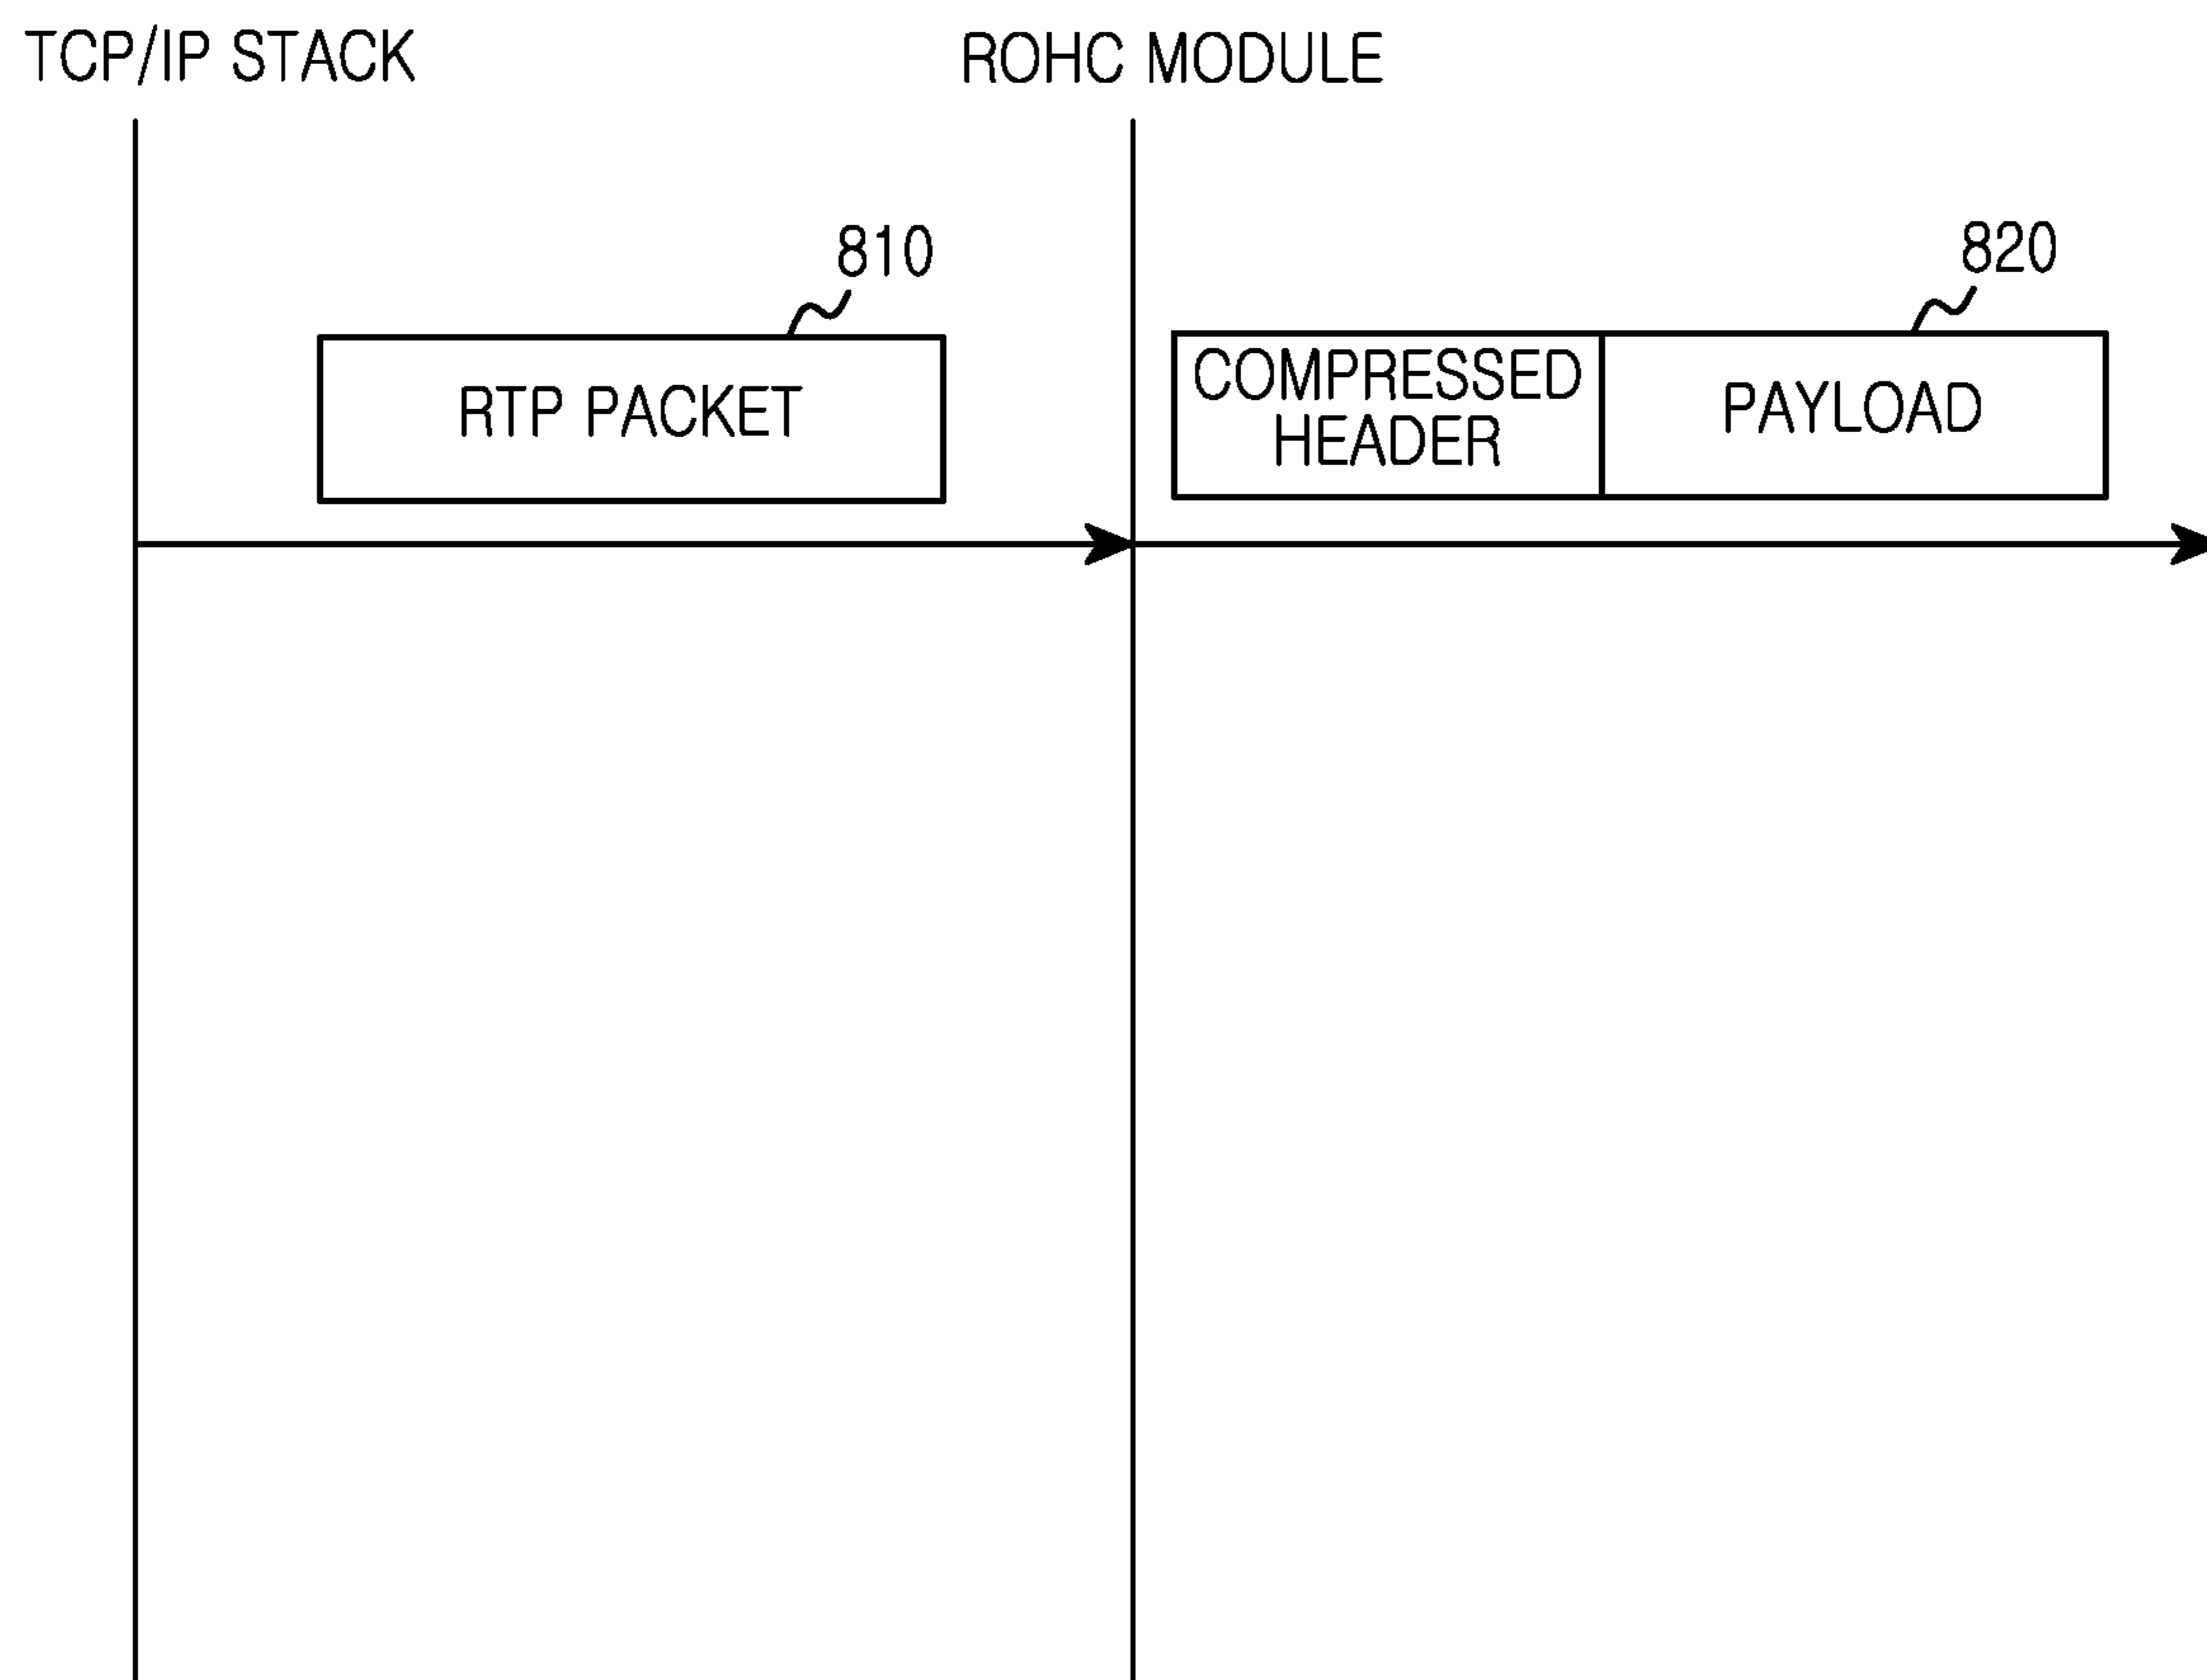 TCP/IP STACK
ROHC MODULE
810
820
RTP PACKET
COMPRESSED
HEADER
PAYLOAD